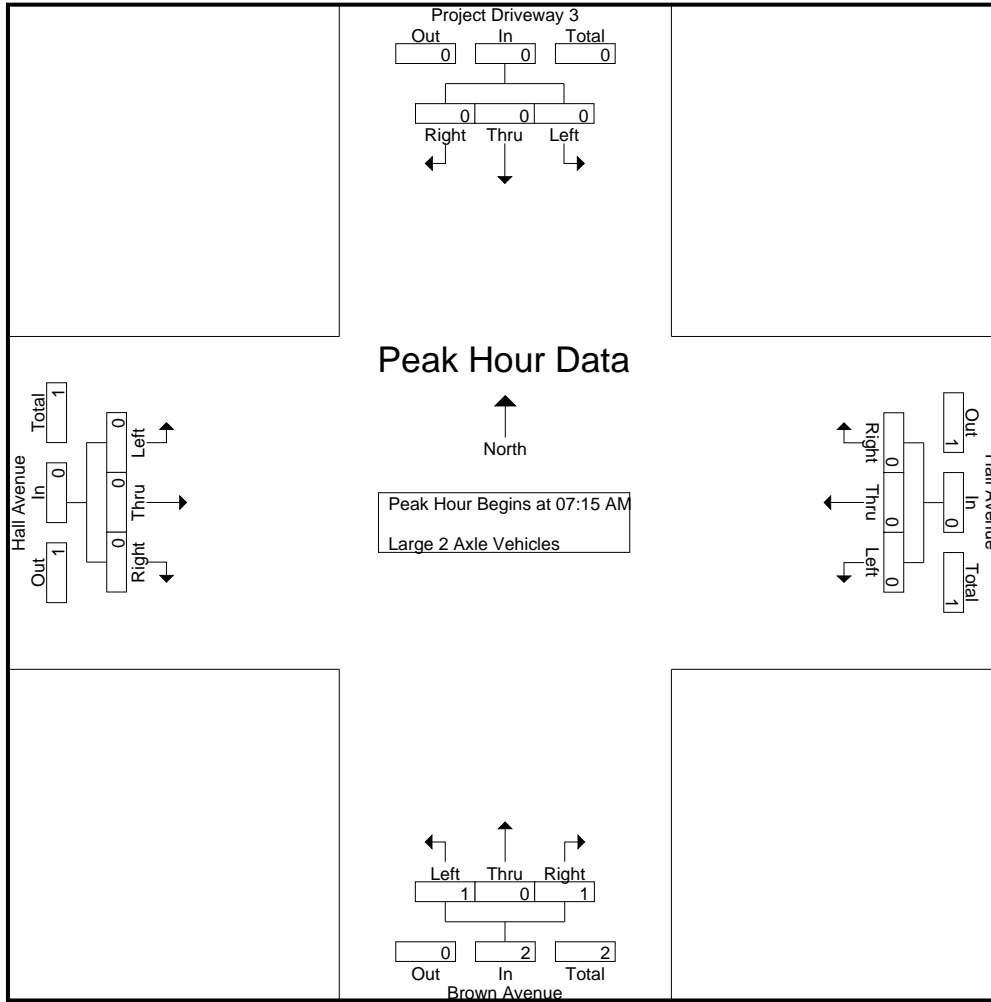 Project Driveway 3
Out In Total
0 0 0
0 0 0
Right Thru Left
Peak Hour Data
North
Peak Hour Begins at 07:15 AM
Large 2 Axle Vehicles
Hall Avenue
Total In Out
1 0 1
0 0 0
Left Thru Right
Right Thru Left
0 0 0
Out In Total
1 0 1
Hall Avenue
Left Thru Right
1 0 1
0 2 2
Out In Total
Brown Avenue